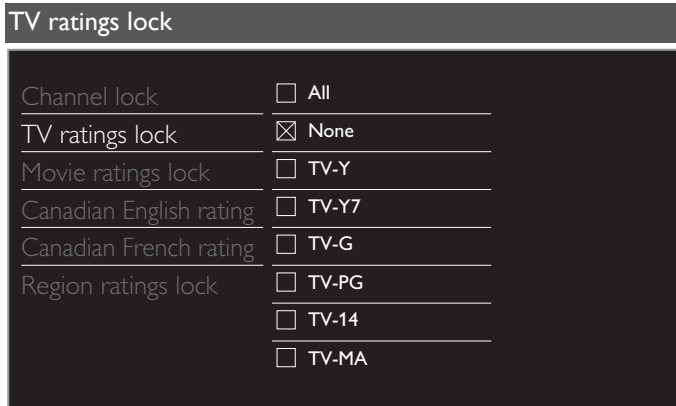 TV ratings lock
Channel lock
TV ratings lock
Movie ratings lock
Canadian English rating
Canadian French rating
Region ratings lock
All
None
TV-Y
TV-Y7
TV-G
TV-PG
TV-14
TV-MA